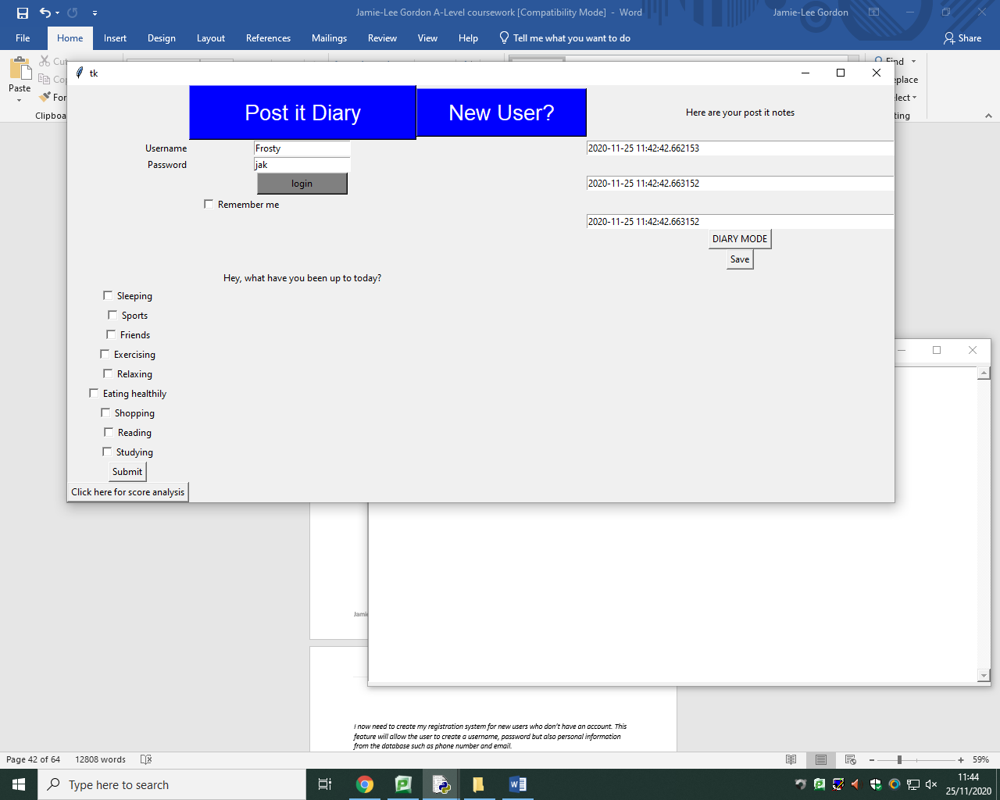 Jamie-Lee Gordon A-Level coursework [Compatibility Mode] - Word
Jamie-Lee Gordon
File Home Insert Design Layout References Mailings Review View Help Tell me what you want to do Share
Cut
Find
Paste
eplace
For
elect
Clipboa
ting
tk
Post it Diary
New User?
Here are your post it notes
Username
Frosty
2020-11-25 11:42:42.662153
Password
jak
login
2020-11-25 11:42:42.663152
Remember me
2020-11-25 11:42:42.663152
DIARY MODE
Save
Hey, what have you been up to today?
Sleeping
Sports
Friends
Exercising
Relaxing
Eating healthily
Shopping
Reading
Studying
Submit
Click here for score analysis
Jamie
I now need to create my registration system for new users who don't have an account. This
feature will allow the user to create a username, password but also personal information
from the database such as phone number and email.
Page 42 of 64 12808 words
59%
Type here to search
11:44
25/11/2020